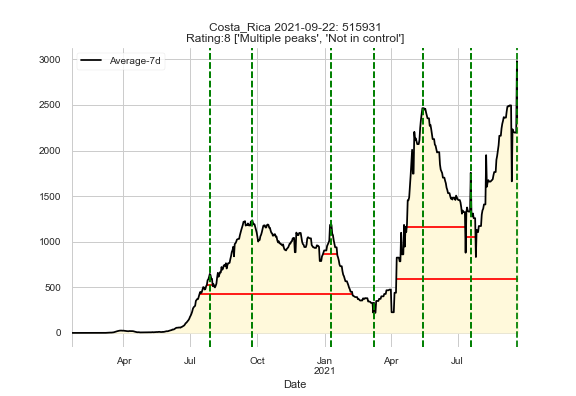 Costa_Rica 2021-09-22: 515931
Rating:8 ['Multiple peaks', 'Not in control']
Average-7d
3000
2500
2000
1500
1000
500
0
Apr Jul Oct Jan Apr Jul
2021
Date